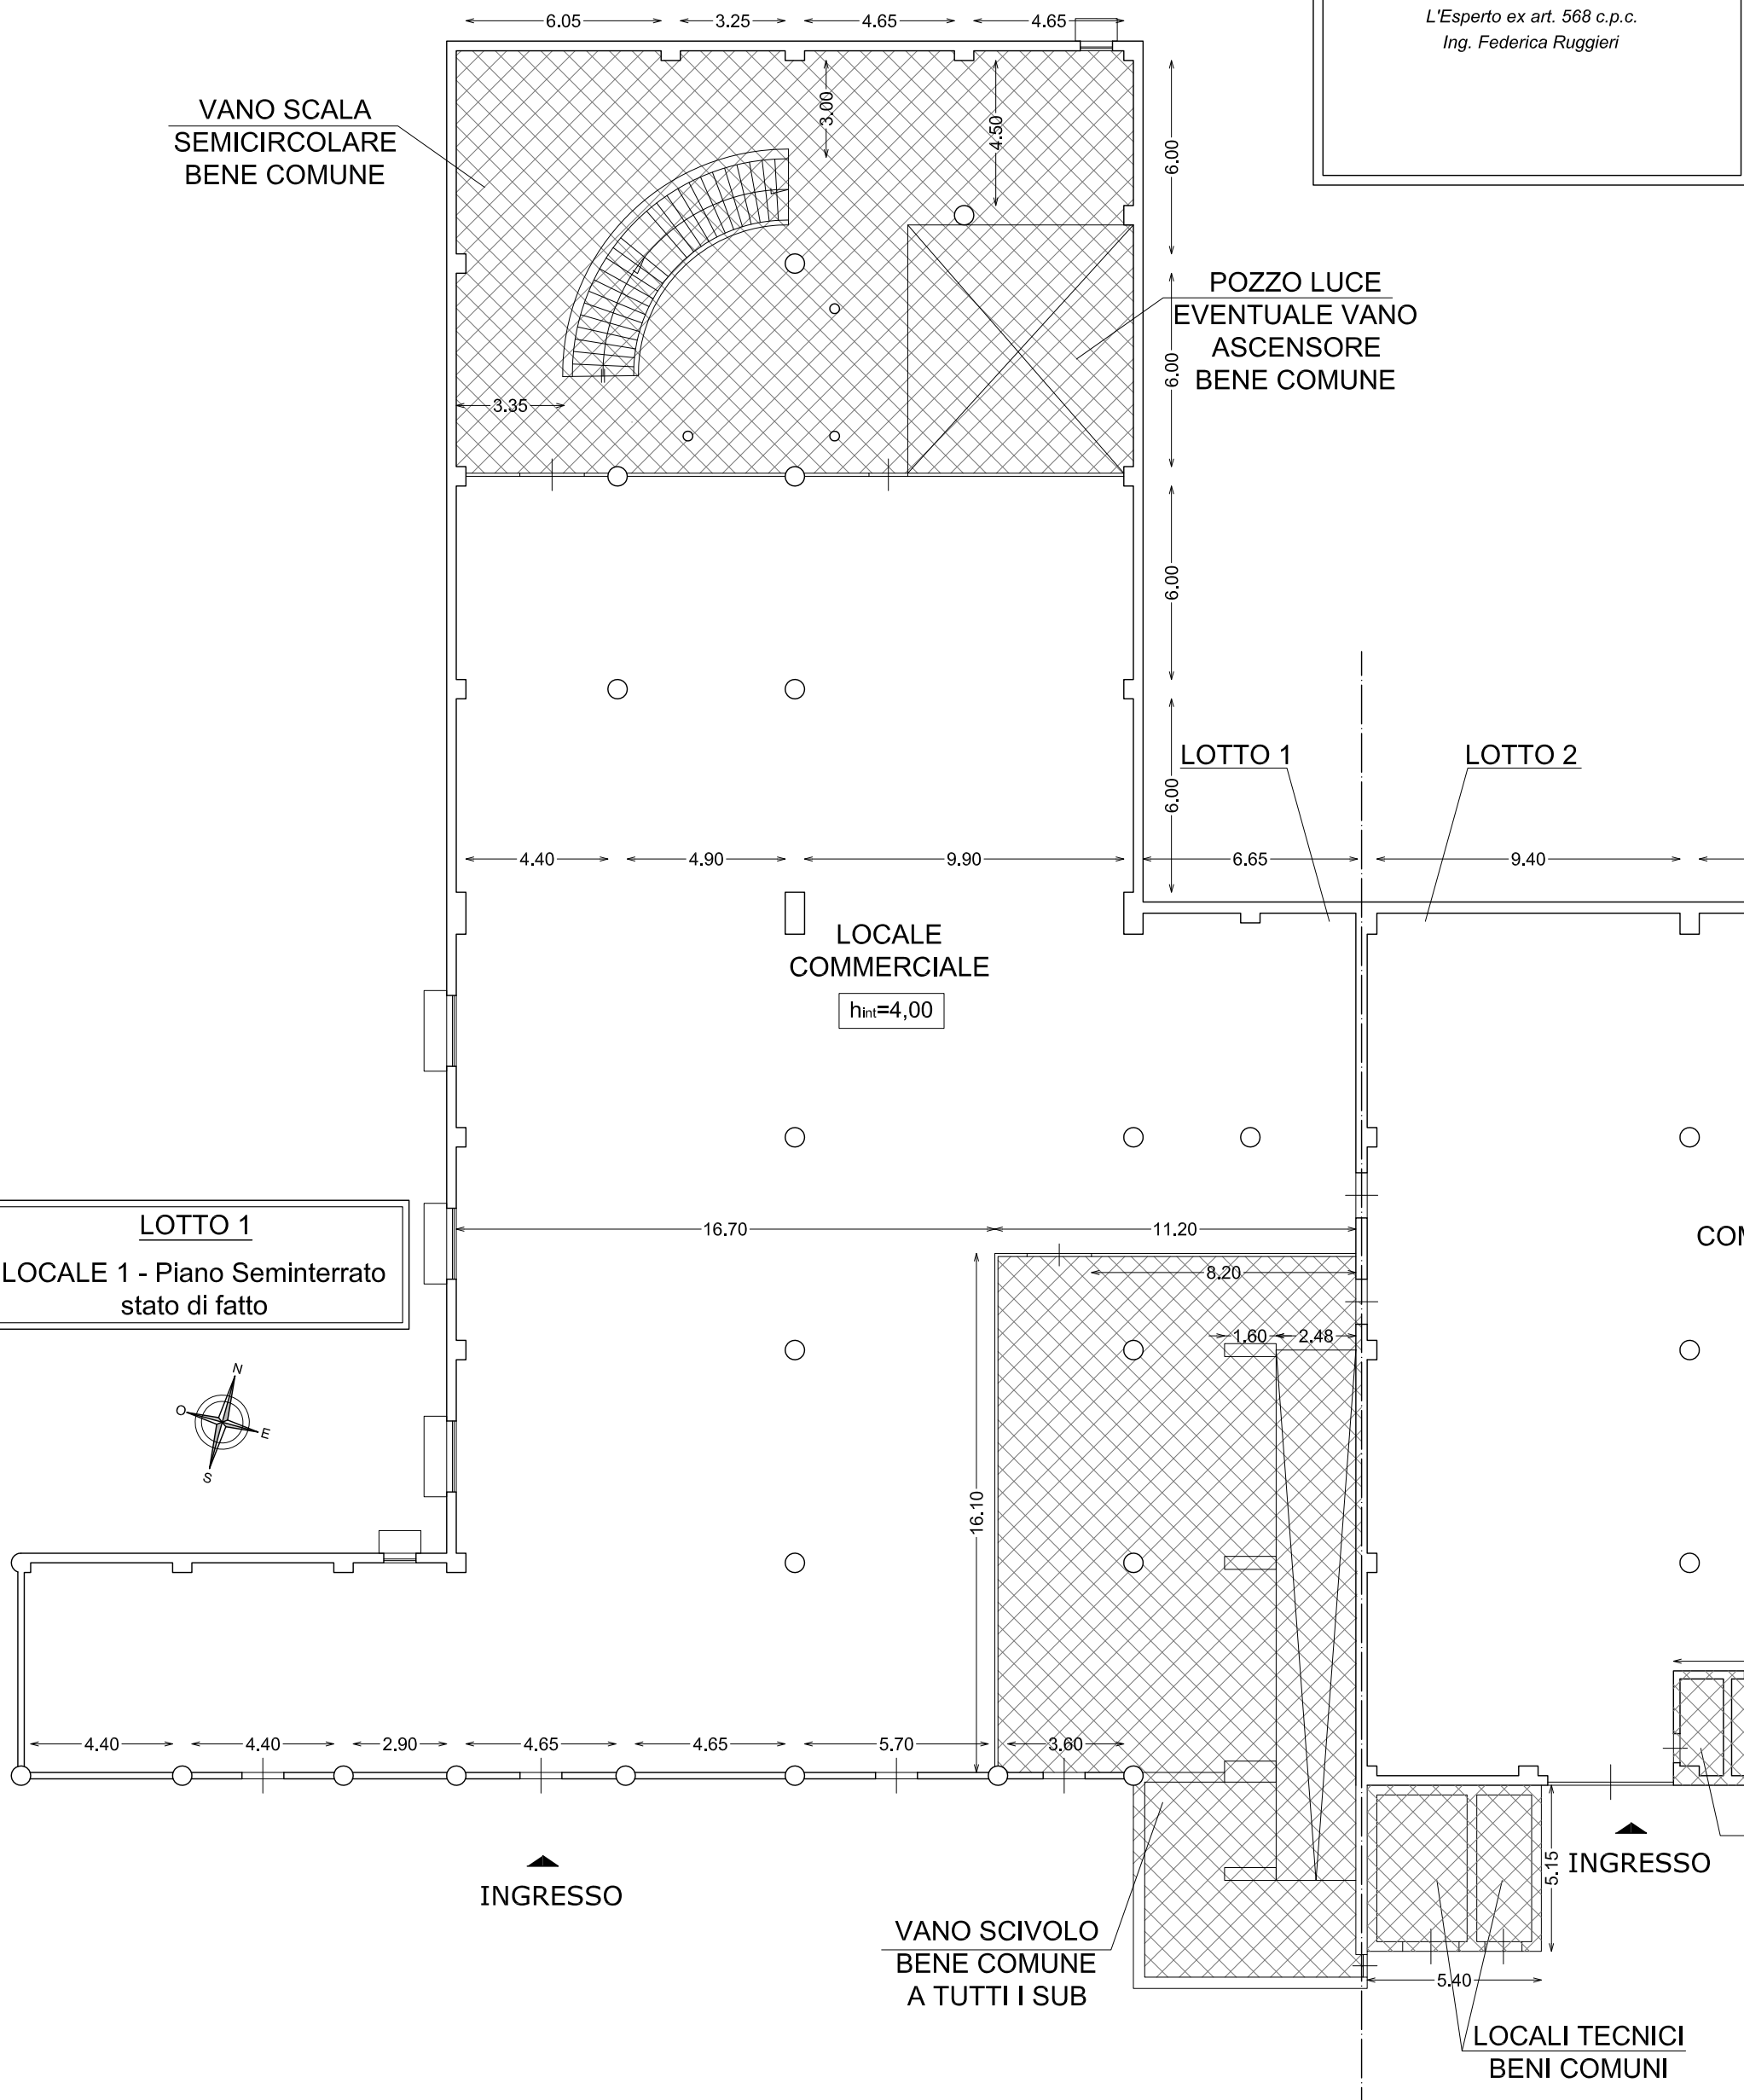 6.05
3.25
4.65
4.65
L'Esperto ex art. 568 c.p.c.
Ing. Federica Ruggieri
VANO SCALA
SEMICIRCOLARE
BENE COMUNE
3.00
4.50
6.00
POZZO LUCE
EVENTUALE VANO
ASCENSORE
BENE COMUNE
6.00
3.35
6.00
LOTTO 1
LOTTO 2
6.00
4.40
4.90
9.90
6.65
9.40
LOCALE
COMMERCIALE
hint=4,00
LOTTO 1
LOCALE 1 - Piano Seminterrato
stato di fatto
16.70
11.20
COM
8.20
1.60
2.48
N
O
E
S
16.10
4.40
4.40
2.90
4.65
4.65
5.70
3.60
INGRESSO
INGRESSO
5.15
VANO SCIVOLO
BENE COMUNE
A TUTTI I SUB
5.40
LOCALI TECNICI
BENI COMUNI